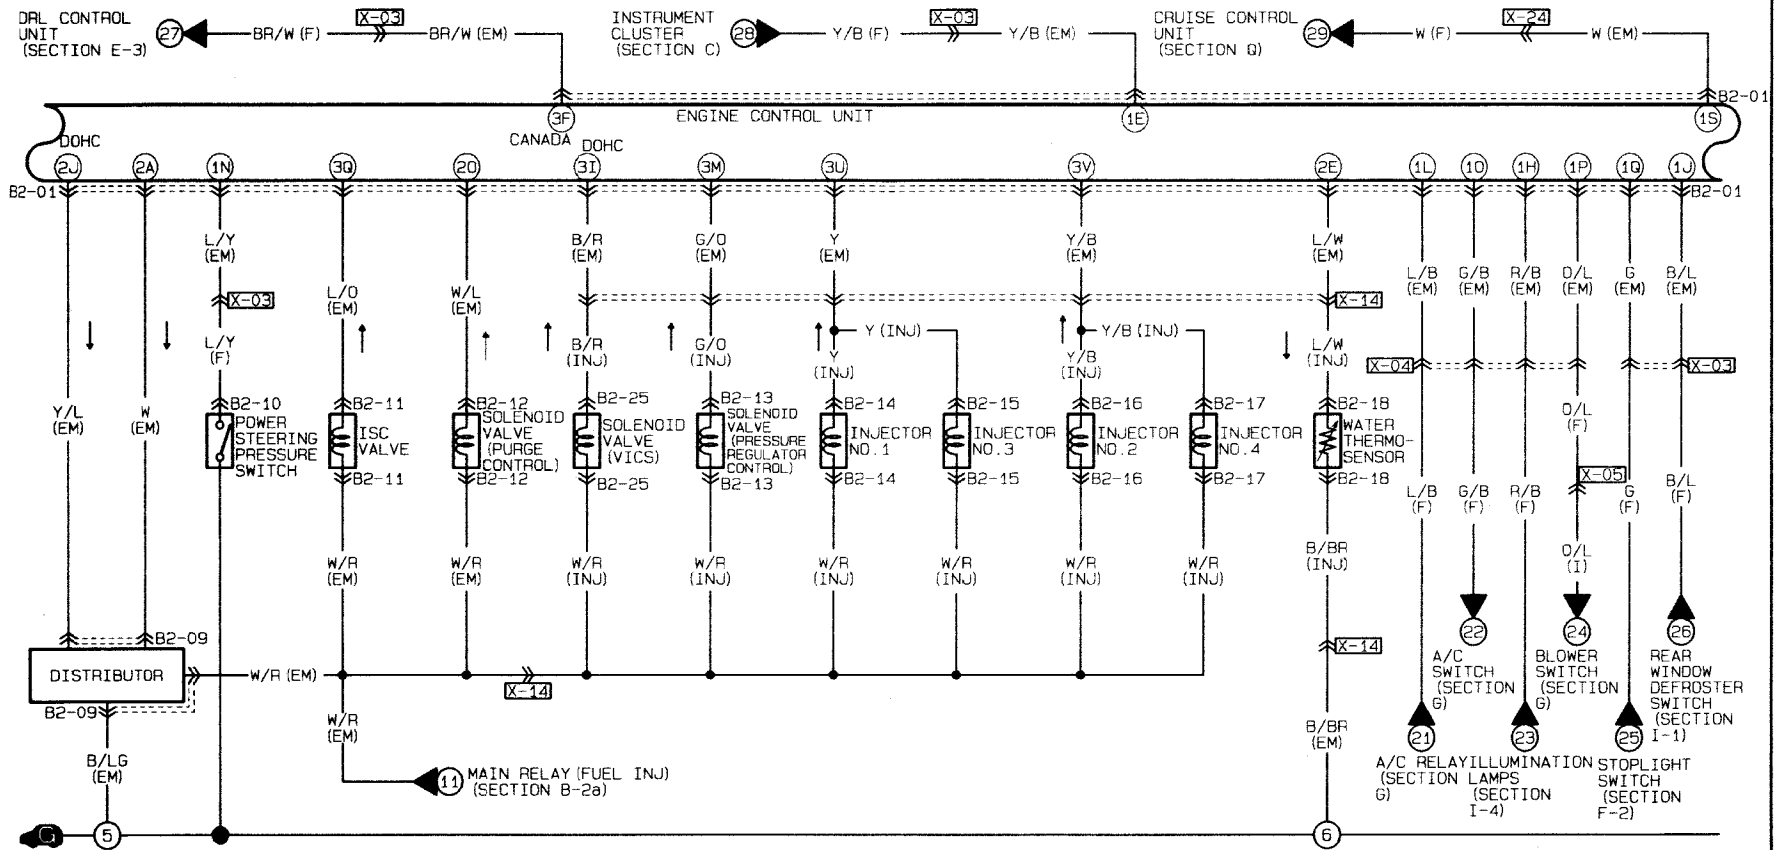 DRL CONTROL
UNIT
(SECTION E-3)
27
BR/W (F)
X-03
BR/W (EM)
INSTRUMENT
CLUSTER
(SECTION C)
28
Y/B (F)
X-03
Y/B (EM)
CRUISE CONTROL
UNIT
(SECTION Q)
29
W (F)
X-24
W (EM)
B2-01
3F
ENGINE CONTROL UNIT
1E
1S
CANADA
DOHC
DOHC
2J
2A
1N
3Q
2O
3I
3M
3U
3V
2E
1L
1O
1H
1P
1Q
1J
B2-01
B2-01
L/Y
(EM)
B/R
(EM)
G/O
(EM)
Y
(EM)
Y/B
(EM)
L/W
(EM)
L/B
(EM)
G/B
(EM)
R/B
(EM)
O/L
(EM)
G
(EM)
B/L
(EM)
X-03
L/O
(EM)
W/L
(EM)
X-14
L/Y
(F)
B/R
(INJ)
G/O
(INJ)
Y (INJ)
Y
(INJ)
Y/B (INJ)
Y/B
(INJ)
L/W
(INJ)
X-04
X-03
Y/L
(EM)
W
(EM)
B2-10
POWER
STEERING
PRESSURE
SWITCH
B2-11
ISC
VALVE
B2-11
B2-12
SOLENOID
VALVE
(PURGE
CONTROL)
B2-12
B2-25
SOLENOID
VALVE
(VICS)
B2-25
B2-13
SOLENOID
VALVE
(PRESSURE
REGULATOR
CONTROL)
B2-13
B2-14
INJECTOR
NO.1
B2-14
B2-15
INJECTOR
NO.3
B2-15
B2-16
INJECTOR
NO.2
B2-16
B2-17
INJECTOR
NO.4
B2-17
B2-18
WATER
THERMO-
SENSOR
B2-18
O/L
(F)
X-05
L/B
(F)
G/B
(F)
R/B
(F)
G
(F)
B/L
(F)
W/R
(EM)
W/R
(EM)
W/R
(INJ)
W/R
(INJ)
W/R
(INJ)
W/R
(INJ)
W/R
(INJ)
W/R
(INJ)
B/BR
(INJ)
O/L
(I)
B2-09
DISTRIBUTOR
W/R (EM)
X-14
X-14
22
A/C
SWITCH
(SECTION
G)
24
BLOWER
SWITCH
(SECTION
G)
26
REAR
WINDOW
DEFROSTER
SWITCH
(SECTION
I-1)
B2-09
W/R
(EM)
B/BR
(EM)
B/LG
(EM)
11
MAIN RELAY (FUEL INJ)
(SECTION B-2a)
21
A/C RELAY
(SECTION
G)
23
ILLUMINATION
LAMPS
(SECTION
I-4)
25
STOPLIGHT
SWITCH
(SECTION
F-2)
G
5
6